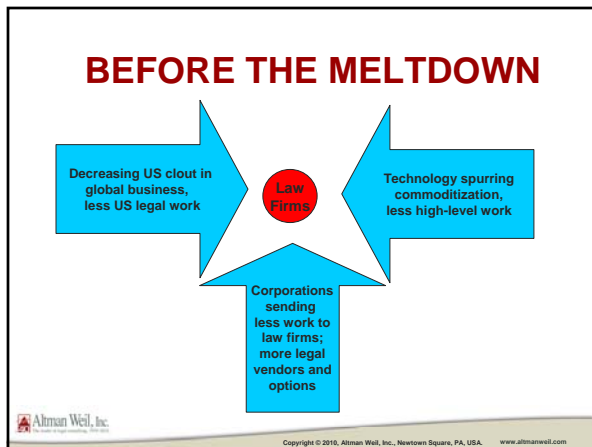 BEFORE THE MELTDOWN
Decreasing US clout in
global business,
less US legal work
Law
Firms
Technology spurring
commoditization,
less high-level work
Corporations
sending
less work to
law firms;
more legal
vendors and
options
Altman Weil, Inc.
Copyright © 2010, Altman Weil, Inc., Newtown Square, PA, USA. www.altmanweil.com